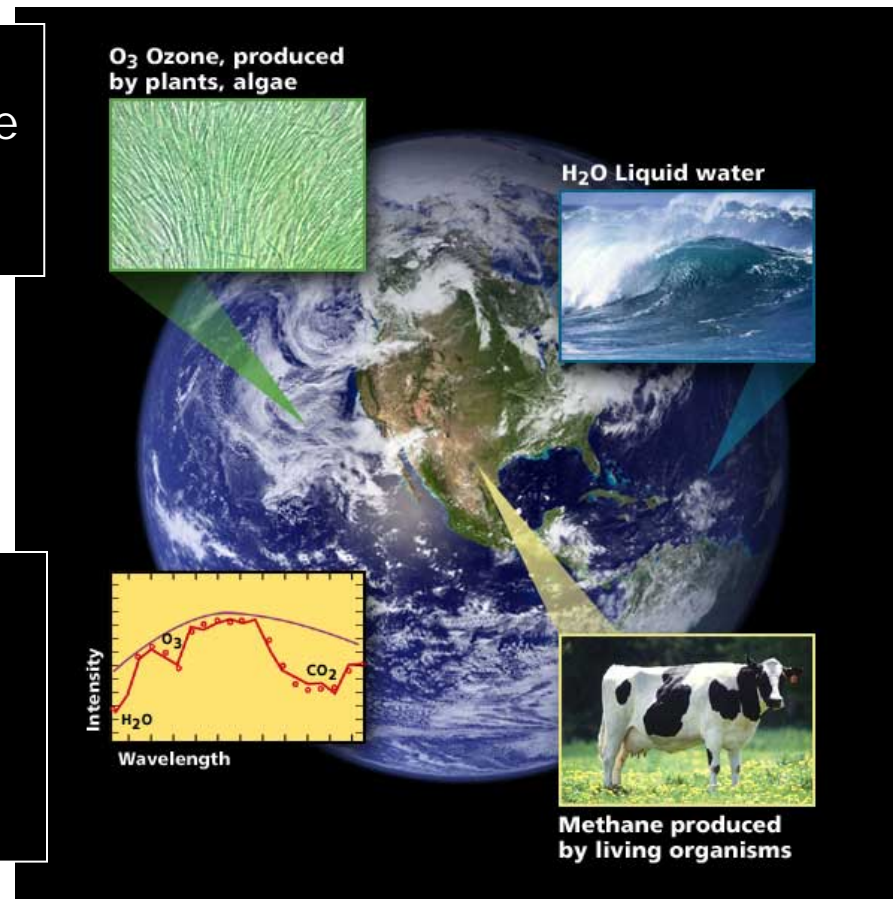 e
O₃ Ozone, produced
by plants, algae
H₂O Liquid water
O₃
CO₂
H₂O
Intensity
Wavelength
Methane produced
by living organisms